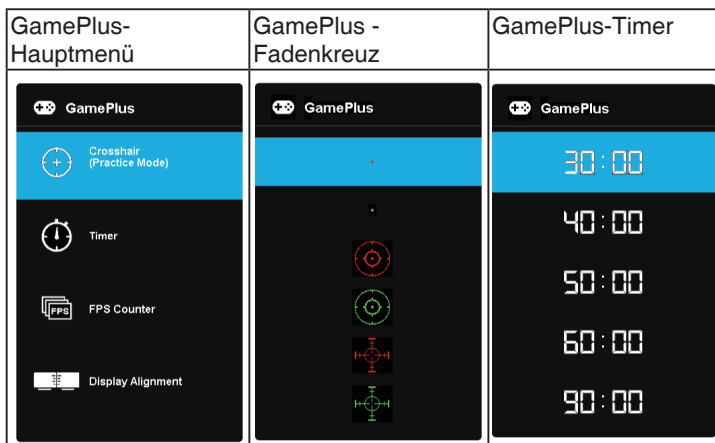 GamePlus-
Hauptmenü
GamePlus -
Fadenkreuz
GamePlus-Timer
GamePlus
Crosshair
(Practice Mode)
Timer
FPS
FPS Counter
Display Alignment
GamePlus
GamePlus
30:00
40:00
50:00
60:00
90:00